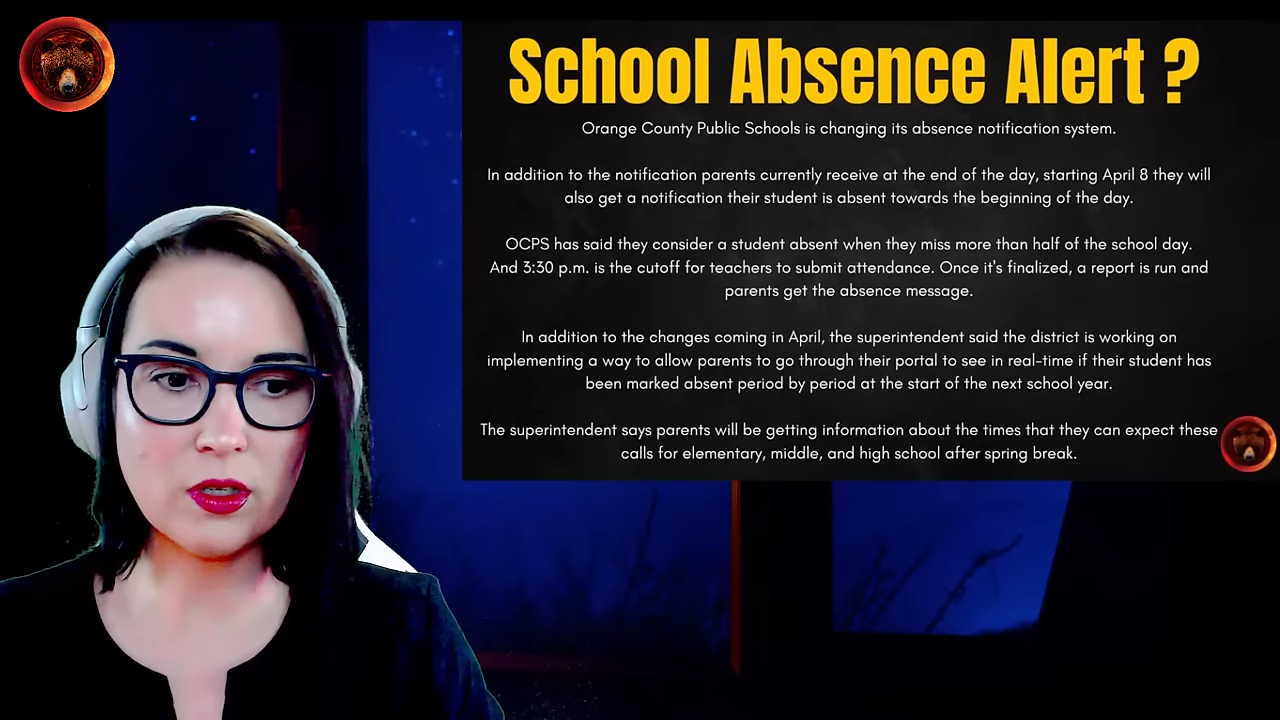 School Absence Alert ?
Orange County Public Schools is changing its absence notification system.
In addition to the notification parents currently receive at the end of the day, starting April 8 they will
also get a notification their student is absent towards the beginning of the day.
OCPS has said they consider a student absent when they miss more than half of the school day.
And 3:30 p.m. is the cutoff for teachers to submit attendance. Once it's finalized, a report is run and
parents get the absence message.
In addition to the changes coming in April, the superintendent said the district is working on
implementing a way to allow parents to go through their portal to see in real-time if their student has
been marked absent period by period at the start of the next school year.
The superintendent says parents will be getting information about the times that they can expect these
calls for elementary, middle, and high school after spring break.